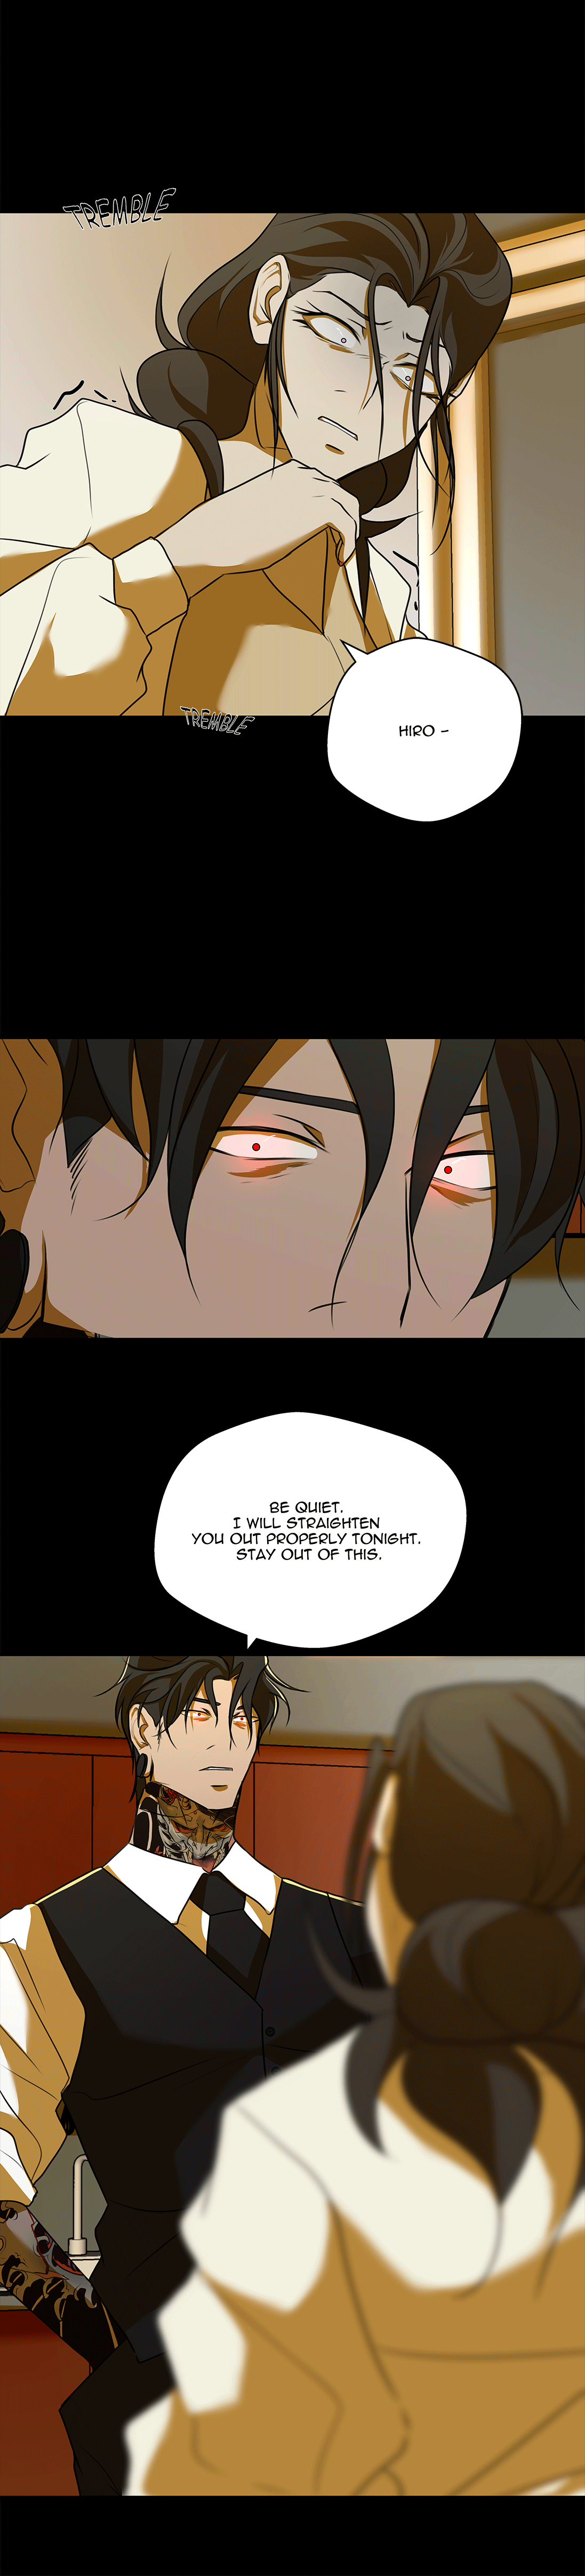 TREMBLE
TREMBLE
HIRO -
BE QUIET.
I WILL STRAIGHTEN
YOU OUT PROPERLY TONIGHT.
STAY OUT OF THIS.